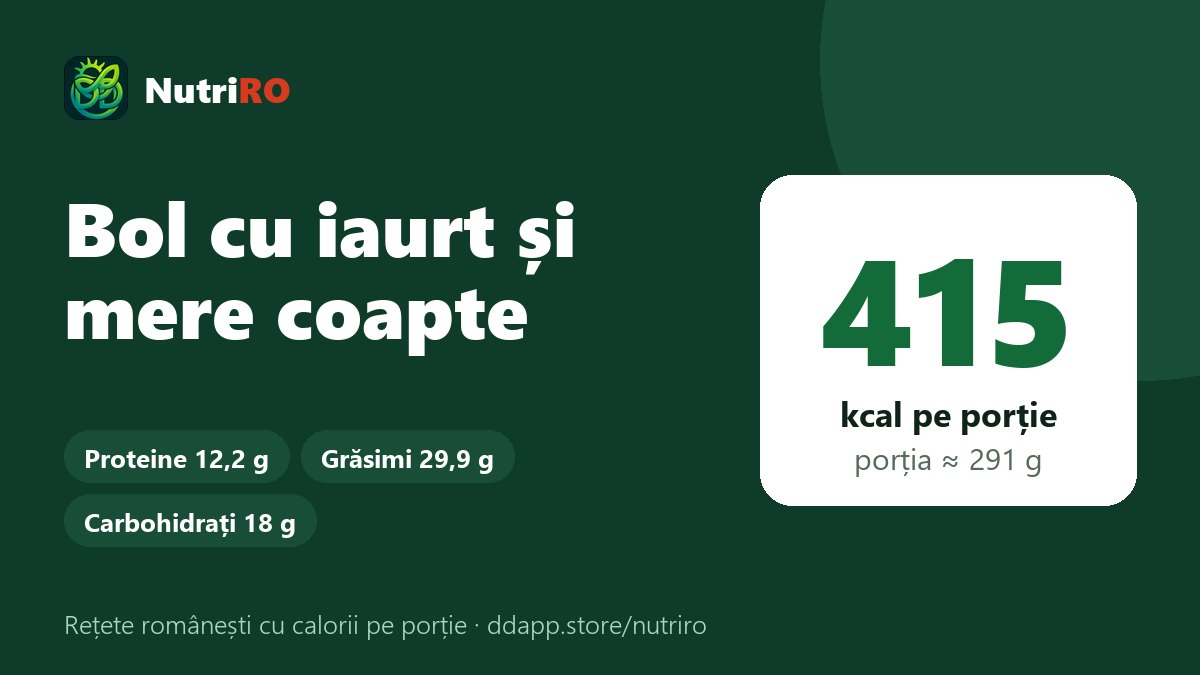 NutriRO
Bol cu iaurt și
mere coapte
Proteine 12,2 g
Grăsimi 29,9 g
Carbohidrați 18 g
415
kcal pe porție
porția ≈ 291 g
Rețete românești cu calorii pe porție · ddapp.store/nutriro